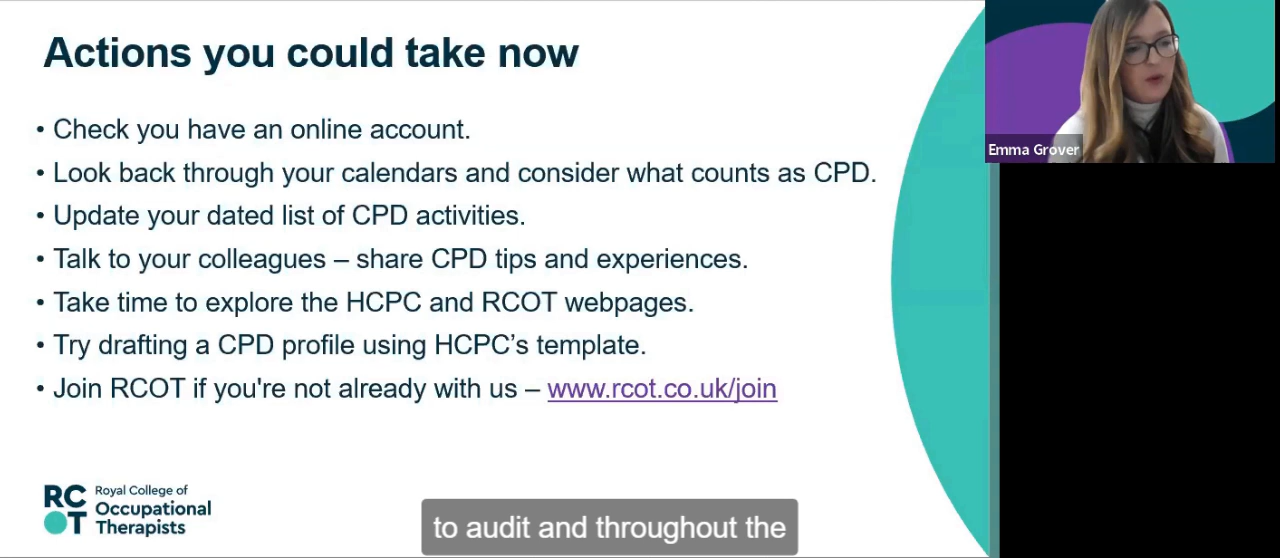 Actions you could take now
• Check you have an online account.
• Look back through your calendars and consider what counts as CPD.
• Update your dated list of CPD activities.
• Talk to your colleagues – share CPD tips and experiences.
• Take time to explore the HCPC and RCOT webpages.
• Try drafting a CPD profile using HCPC’s template.
• Join RCOT if you're not already with us – www.rcot.co.uk/join
Emma Grover
RCOT
Royal College of
Occupational
Therapists
to audit and throughout the